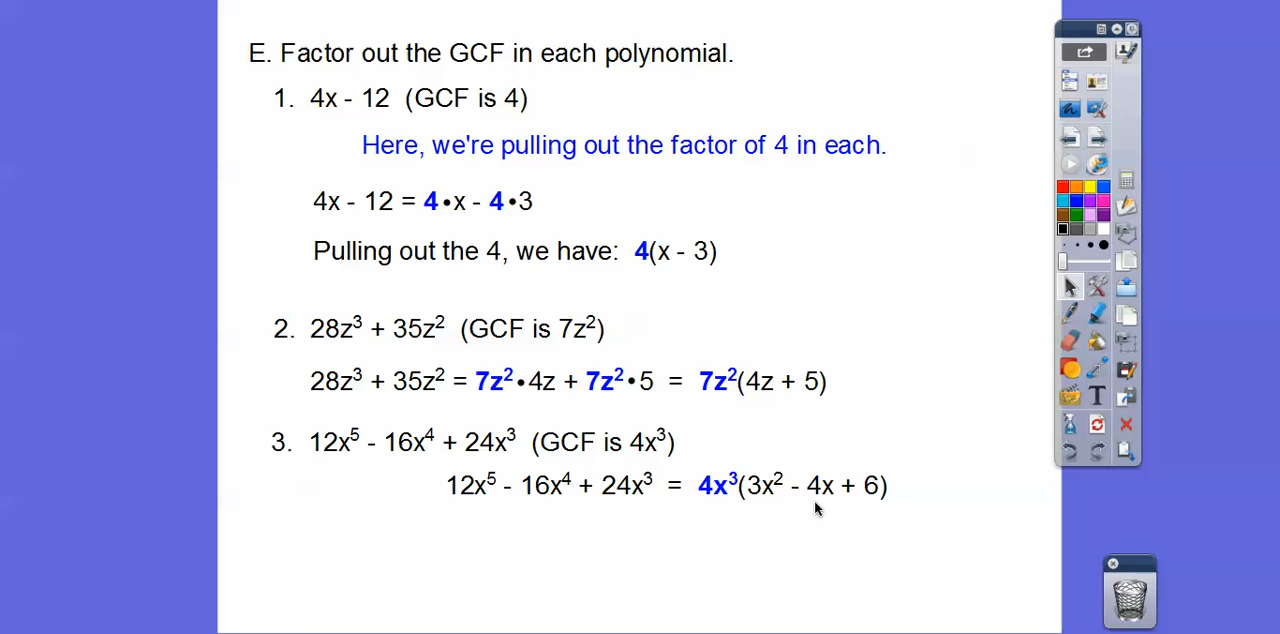 E. Factor out the GCF in each polynomial.
1. 4x - 12 (GCF is 4)
Here, we're pulling out the factor of 4 in each.
4x - 12 = 4•x - 4•3
Pulling out the 4, we have: 4(x - 3)
2. 28z³ + 35z² (GCF is 7z²)
28z³ + 35z² = 7z²•4z + 7z²•5 = 7z²(4z + 5)
3. 12x⁵ - 16x⁴ + 24x³ (GCF is 4x³)
12x⁵ - 16x⁴ + 24x³ = 4x³(3x² - 4x + 6)